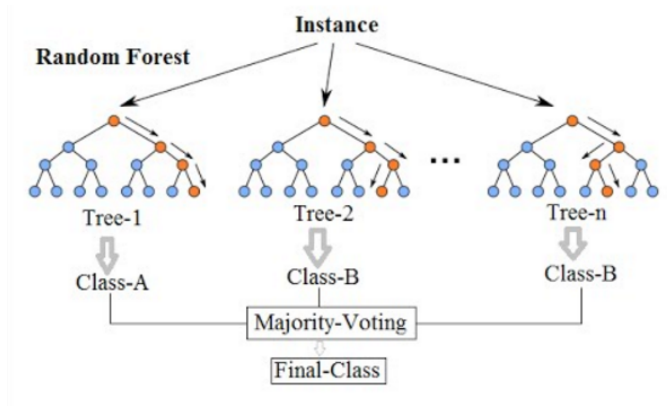 Instance
Random Forest
...
Tree-1
Tree-2
Tree-n
Class-A
Class-B
Class-B
Majority-Voting
Final-Class